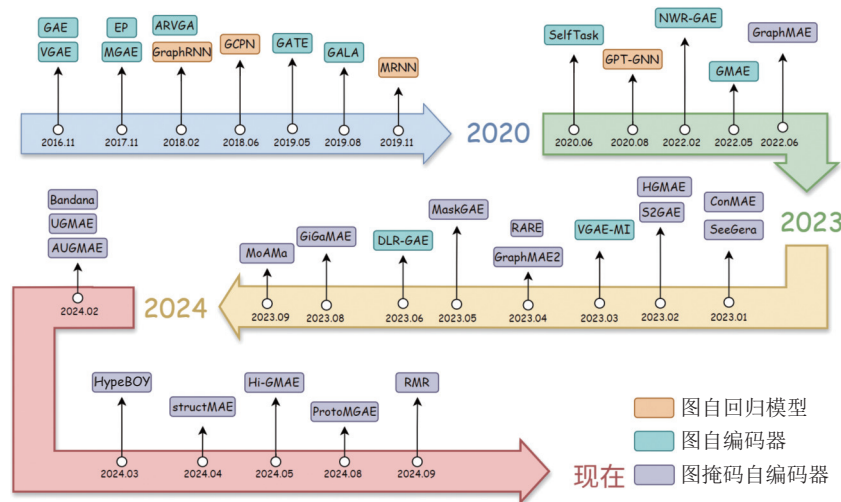 GAE
VGAE
EP
MGAE
ARVGA
GraphRNN
GCPN
GATE
GALA
MRNN
2016.11
2017.11
2018.02
2018.06
2019.05
2019.08
2019.11
2020
SelfTask
GPT-GNN
NWR-GAE
GMAE
GraphMAE
2020.06
2020.08
2022.02
2022.05
2022.06
2023
ConMAE
SeeGera
HGMAE
S2GAE
VGAE-MI
RARE
GraphMAE2
MaskGAE
DLR-GAE
GiGaMAE
MoAMa
2023.09
2023.08
2023.06
2023.05
2023.04
2023.03
2023.02
2023.01
2024
Bandana
UGMAE
AUGMAE
2024.02
HypeBOY
structMAE
Hi-GMAE
ProtoMGAE
RMR
2024.03
2024.04
2024.05
2024.08
2024.09
现在
图自回归模型
图自编码器
图掩码自编码器